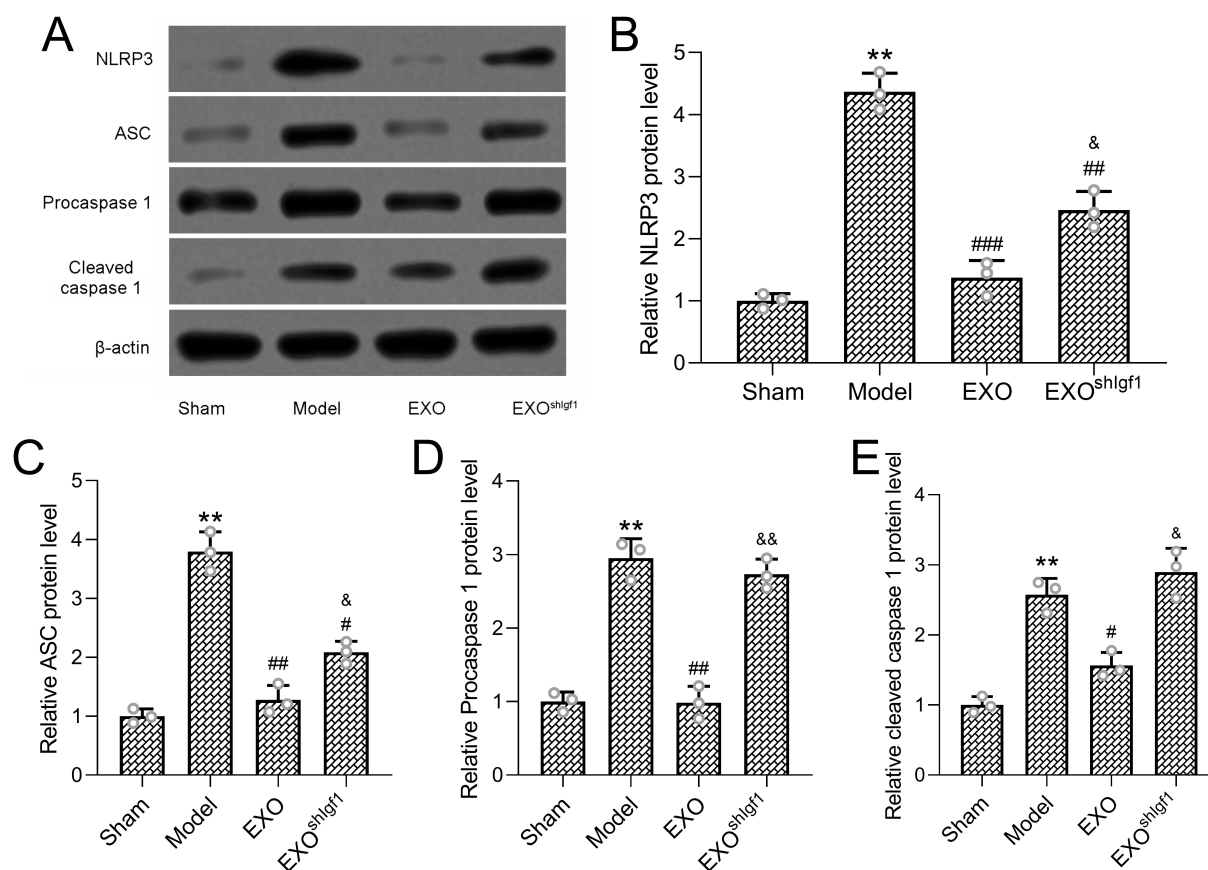 A
NLRP3
ASC
Procaspase 1
Cleaved
caspase 1
β-actin
Sham Model EXO EXOshlgf1
B
Relative NLRP3 protein level
5
4
3
2
1
0
**
###
&
##
Sham Model EXO EXOshIgf1
C
Relative ASC protein level
5
4
3
2
1
0
**
##
&
#
Sham Model EXO EXOshIgf1
D
Relative Procaspase 1 protein level
4
3
2
1
0
**
##
&&
Sham Model EXO EXOshIgf1
E
Relative cleaved caspase 1 protein level
4
3
2
1
0
**
#
&
Sham Model EXO EXOshIgf1